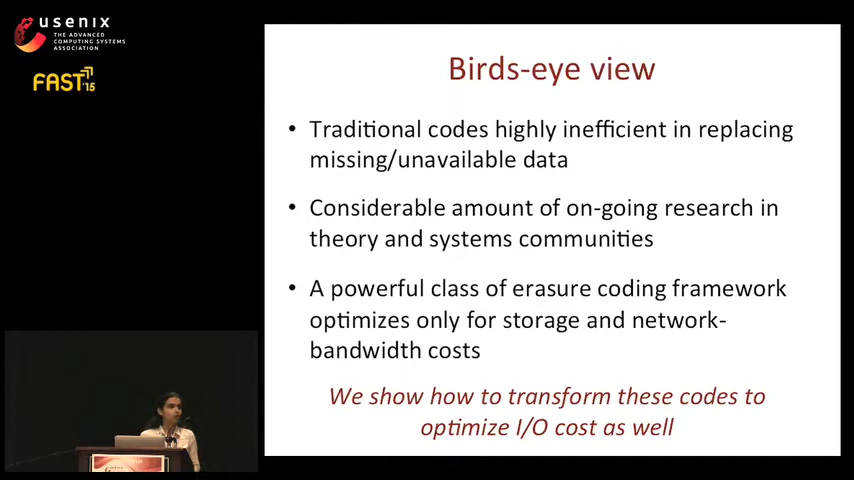 usenix
THE ADVANCED
COMPUTING SYSTEMS
ASSOCIATION
FAST '15
Birds-eye view
• Traditional codes highly inefficient in replacing
missing/unavailable data
• Considerable amount of on-going research in
theory and systems communities
• A powerful class of erasure coding framework
optimizes only for storage and network-
bandwidth costs
We show how to transform these codes to
optimize I/O cost as well